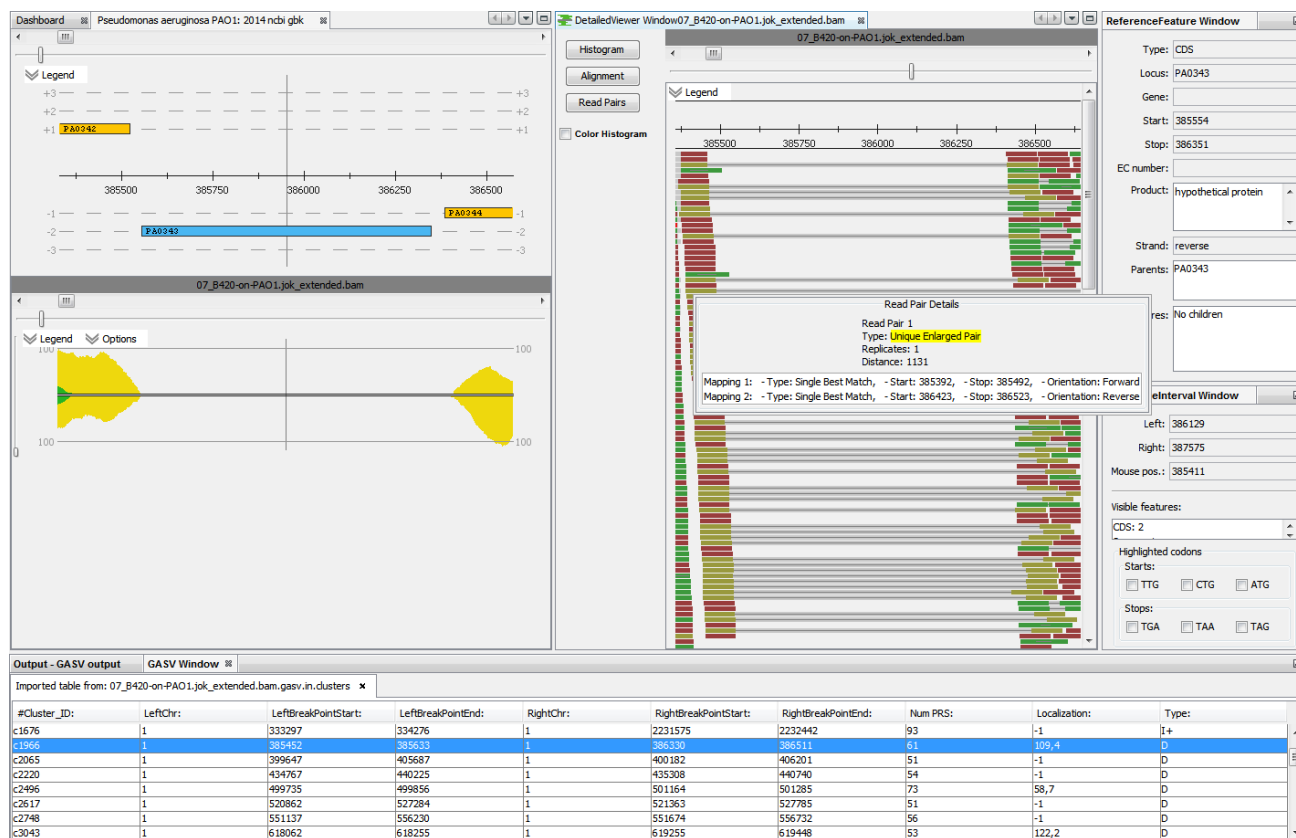 Dashboard
Pseudomonas aeruginosa PAO1: 2014 ncbi gbk
Legend
+3 +3
+2 +2
+1 PA0342 +1
385500 385750 386000 386250 386500
-1 PA0344 -1
-2 PA0343 -2
-3 -3
07_B420-on-PAO1.jok_extended.bam
Legend Options
100 100
100 100
0
DetailedViewer Window07_B420-on-PAO1.jok_extended.bam
Histogram
Alignment
Read Pairs
Color Histogram
07_B420-on-PAO1.jok_extended.bam
Legend
385500 385750 386000 386250 386500
Read Pair Details
Read Pair 1
Type: Unique Enlarged Pair
Replicates: 1
Distance: 1131
Mapping 1: - Type: Single Best Match, - Start: 385392, - Stop: 385492, - Orientation: Forward
Mapping 2: - Type: Single Best Match, - Start: 386423, - Stop: 386523, - Orientation: Reverse
ReferenceFeature Window
Type: CDS
Locus: PA0343
Gene:
Start: 385554
Stop: 386351
EC number:
Product: hypothetical protein
Strand: reverse
Parents: PA0343
res: No children
eInterval Window
Left: 386129
Right: 387575
Mouse pos.: 385411
Visible features:
CDS: 2
Highlighted codons
Starts:
TTG CTG ATG
Stops:
TGA TAA TAG
Output - GASV output GASV Window
Imported table from: 07_B420-on-PAO1.jok_extended.bam.gasv.in.clusters
#Cluster_ID: LeftChr: LeftBreakPointStart: LeftBreakPointEnd: RightChr: RightBreakPointStart: RightBreakPointEnd: Num PRS: Localization: Type:
c1676 1 333297 334276 1 2231575 2232442 93 -1 I+
c1966 1 385452 385633 1 386330 386511 61 109,4 D
c2065 1 399647 405687 1 400182 406201 51 -1 D
c2220 1 434767 440225 1 435308 440740 54 -1 D
c2496 1 499735 499856 1 501164 501285 73 58,7 D
c2617 1 520862 527284 1 521363 527785 51 -1 D
c2748 1 551137 556230 1 551674 556732 56 -1 D
c3043 1 618062 618255 1 619255 619448 53 122,2 D